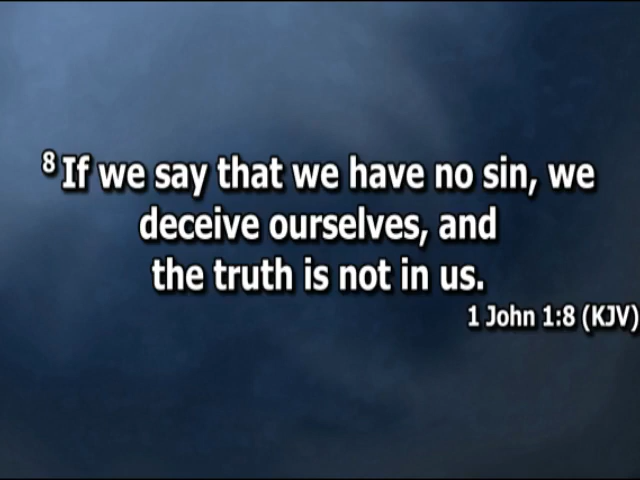 8 If we say that we have no sin, we
deceive ourselves, and
the truth is not in us.
1 John 1:8 (KJV)